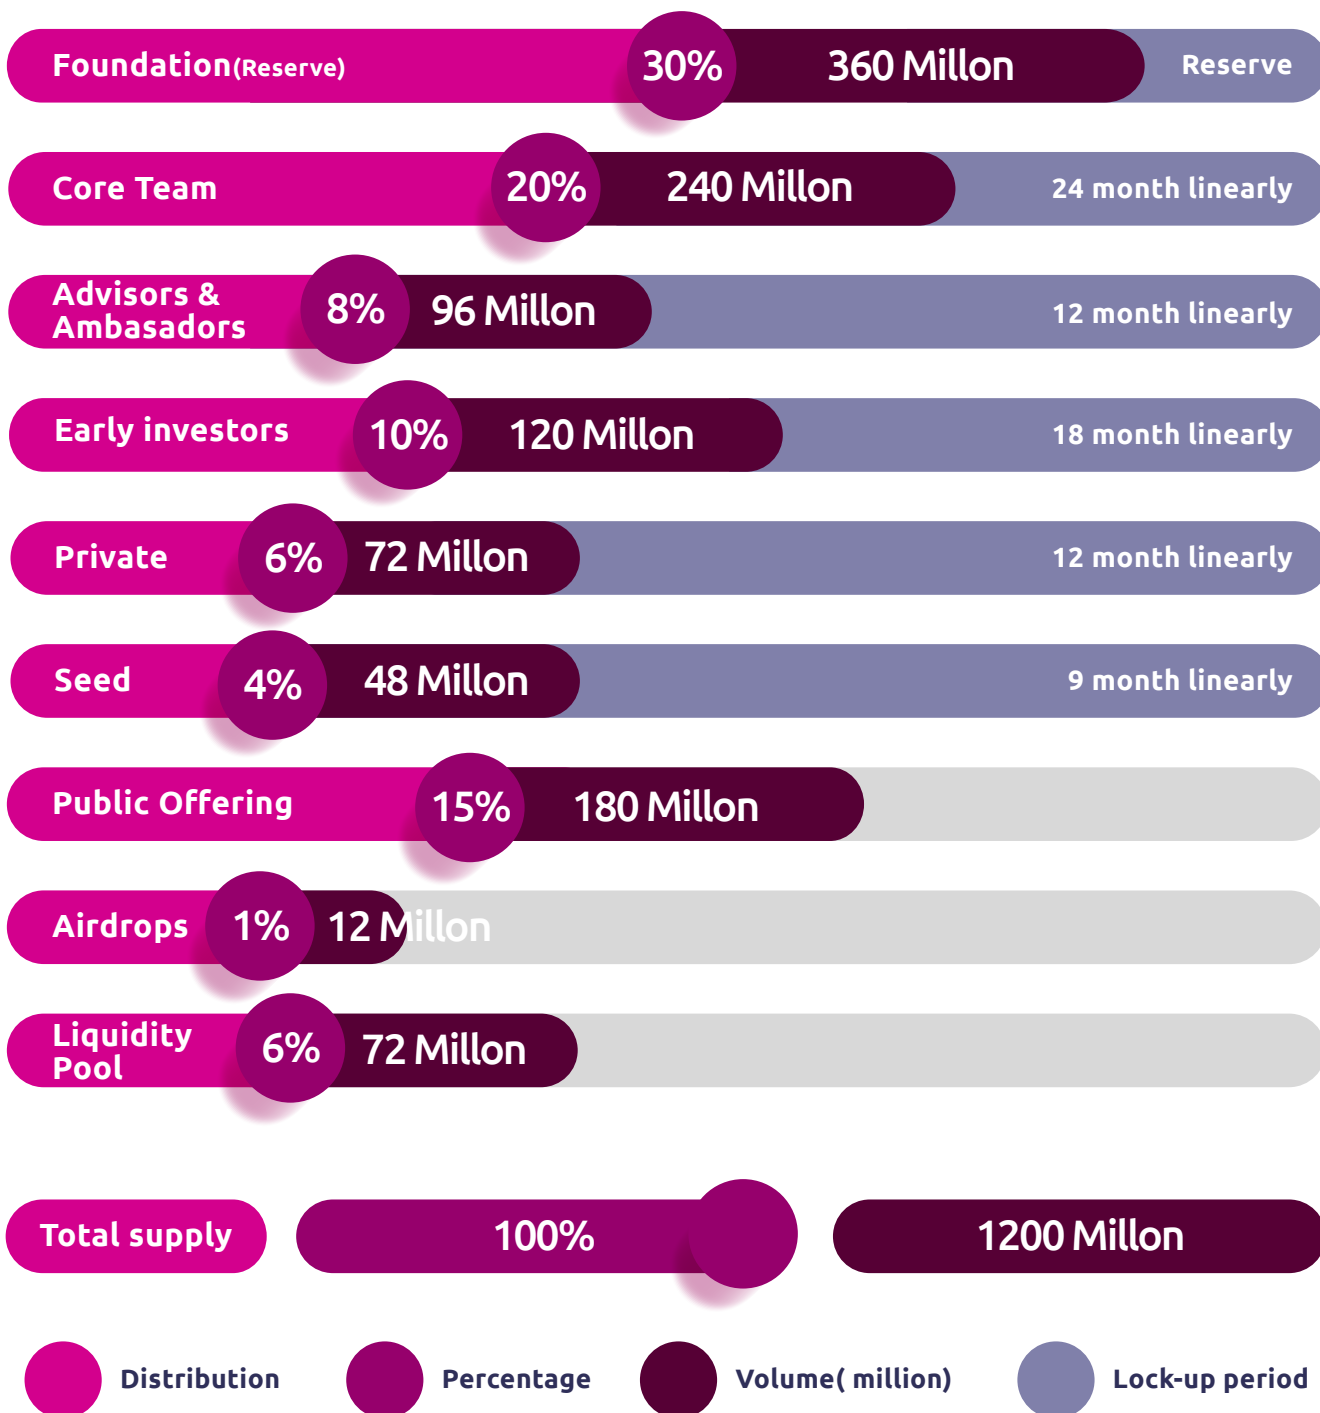 Foundation(Reserve) 30% 360 Millon Reserve
Core Team 20% 240 Millon 24 month linearly
Advisors &
Ambasadors 8% 96 Millon 12 month linearly
Early investors 10% 120 Millon 18 month linearly
Private 6% 72 Millon 12 month linearly
Seed 4% 48 Millon 9 month linearly
Public Offering 15% 180 Millon
Airdrops 1% 12 Millon
Liquidity
Pool 6% 72 Millon
Total supply 100% 1200 Millon
Distribution Percentage Volume( million) Lock-up period